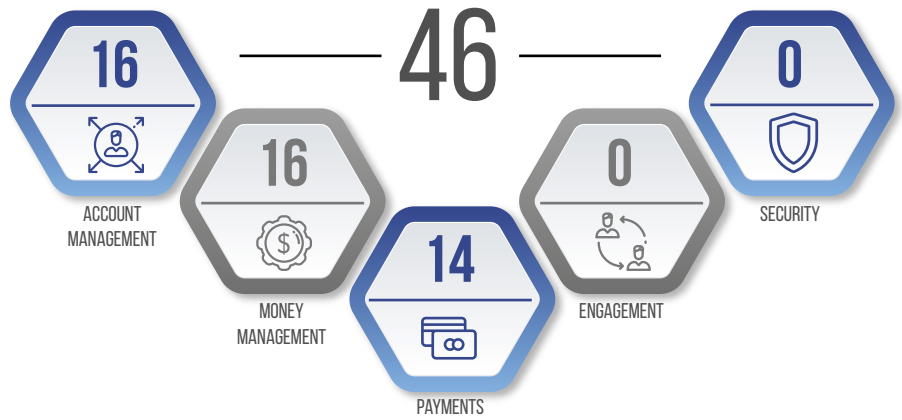 46
16
ACCOUNT
MANAGEMENT
16
$
MONEY
MANAGEMENT
14
PAYMENTS
0
ENGAGEMENT
0
SECURITY